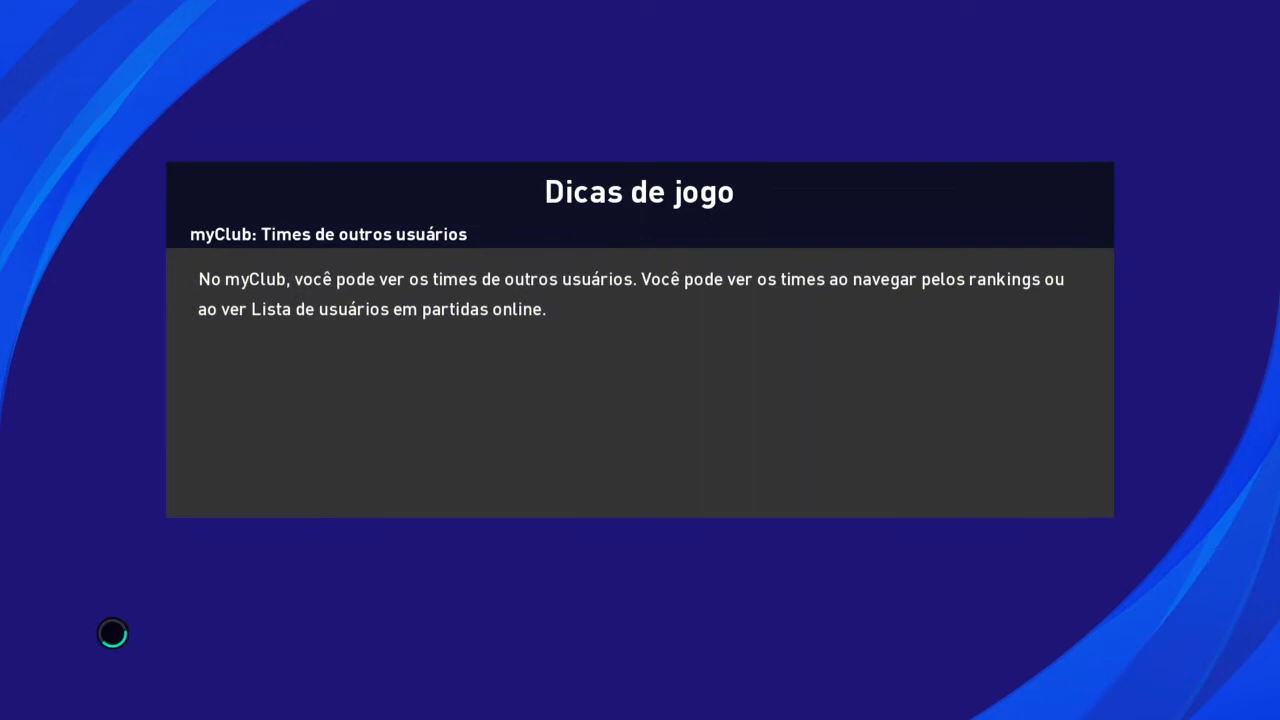 Dicas de jogo
myClub: Times de outros usuários
No myClub, você pode ver os times de outros usuários. Você pode ver os times ao navegar pelos rankings ou
ao ver Lista de usuários em partidas online.